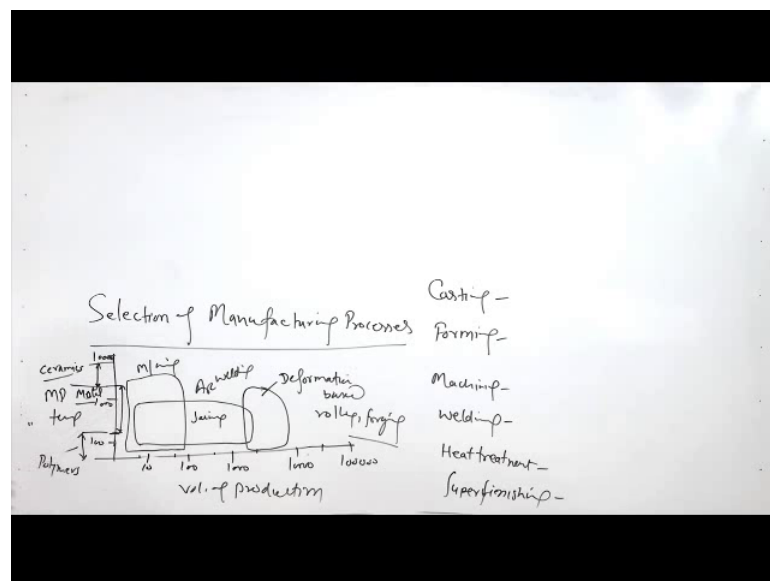 Selection of Manufacturing Processes
Casting -
Forming -
Machining -
Welding -
Heat treatment -
Superfinishing -
Ceramics
MP Metal
temp
Polymers
M/cing
Arc welding
Joining
Deformation
based
rolling, forging
100
10 100 1000 1000 100000
vol. of production